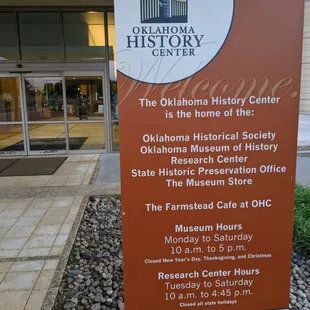 OKLAHOMA
HISTORY
CENTER
Welcome.
The Oklahoma History Center
is the home of the:
Oklahoma Historical Society
Oklahoma Museum of History
Research Center
State Historic Preservation Office
The Museum Store
The Farmstead Cafe at OHC
Museum Hours
Monday to Saturday
10 a.m. to 5 p.m.
Closed New Year's Day, Thanksgiving, and Christmas
Research Center Hours
Tuesday to Saturday
10 a.m. to 4:45 p.m.
Closed all state holidays